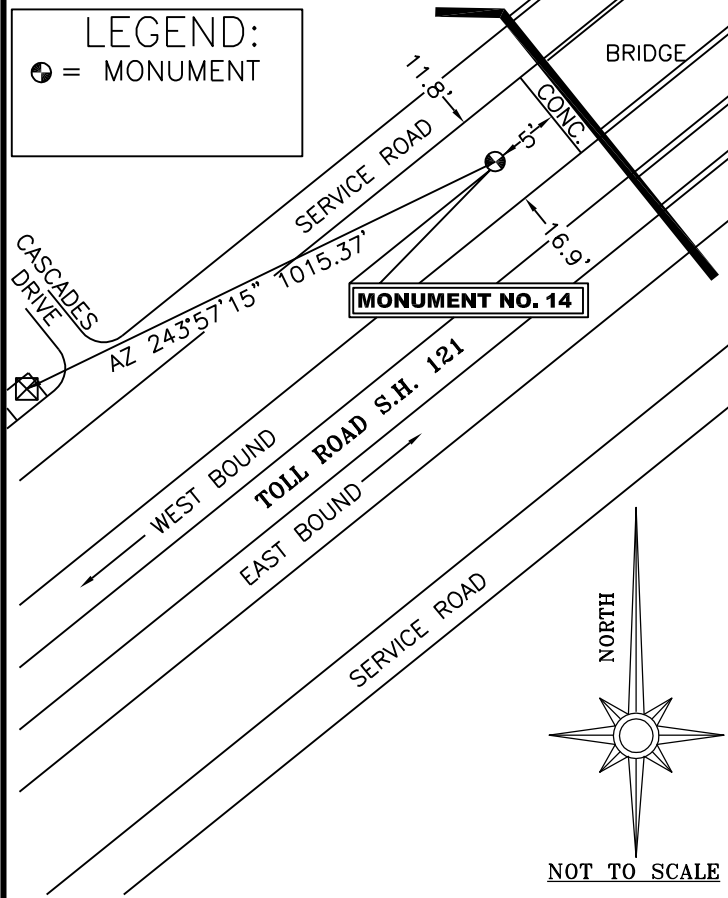 LEGEND:
= MONUMENT
BRIDGE
11.8'
CONC.
5'
SERVICE ROAD
16.9'
CASCADES
DRIVE
AZ 243°57'15" 1015.37'
MONUMENT NO. 14
WEST BOUND
TOLL ROAD S.H. 121
EAST BOUND
SERVICE ROAD
NORTH
NOT TO SCALE